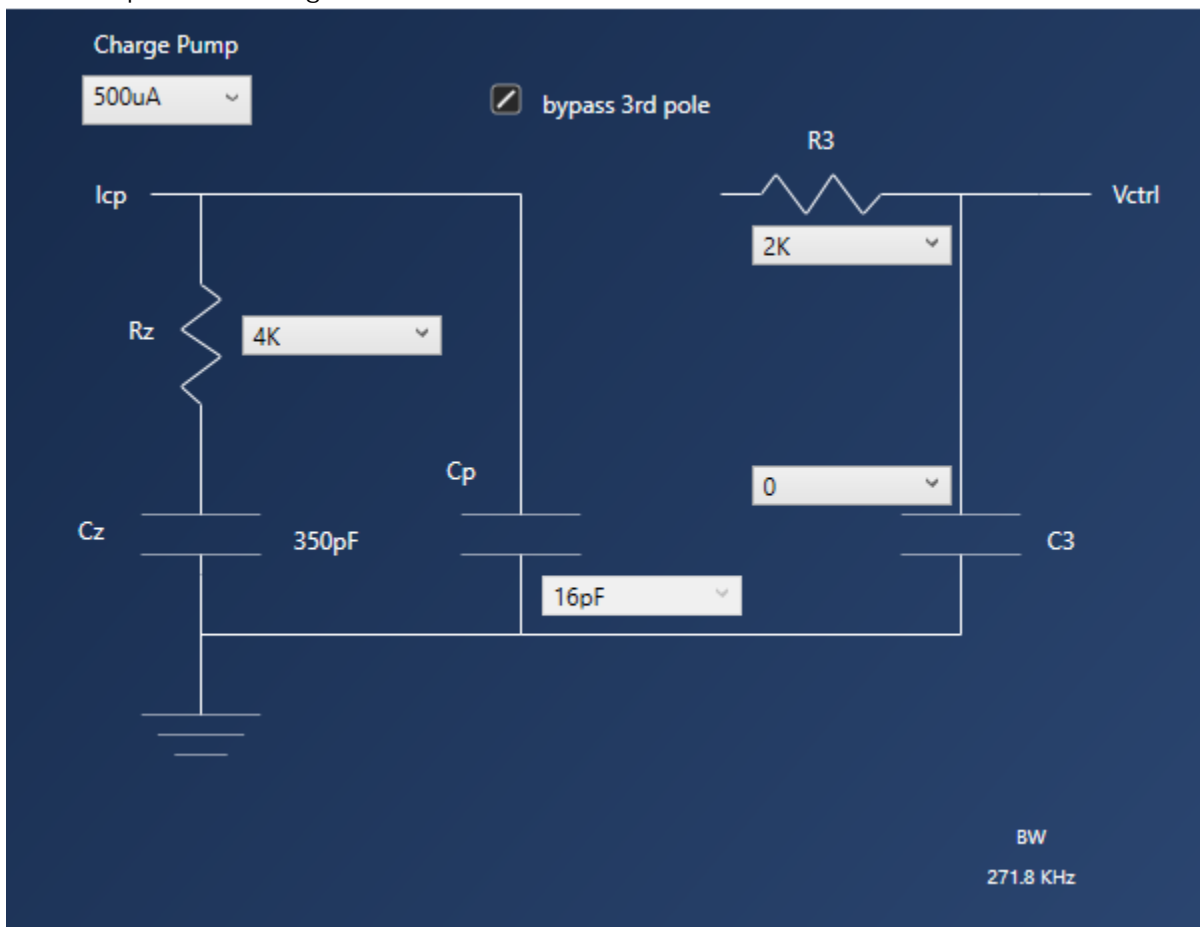 Charge Pump
500uA
bypass 3rd pole
R3
Icp
Vctrl
2K
Rz
4K
Cp
0
Cz
350pF
C3
16pF
BW
271.8 KHz